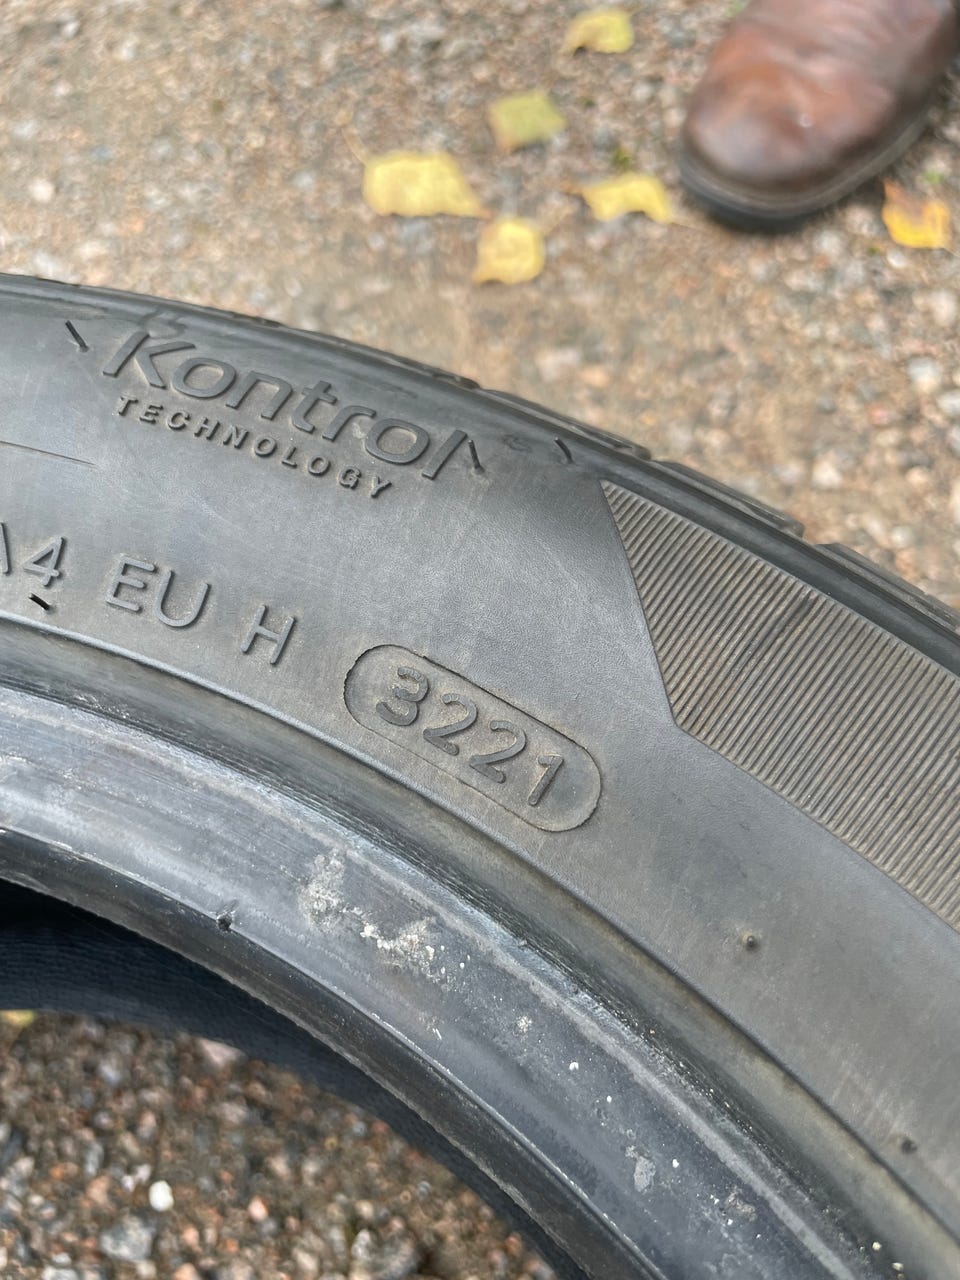 Kontrol
TECHNOLOGY
4 EU H 3221